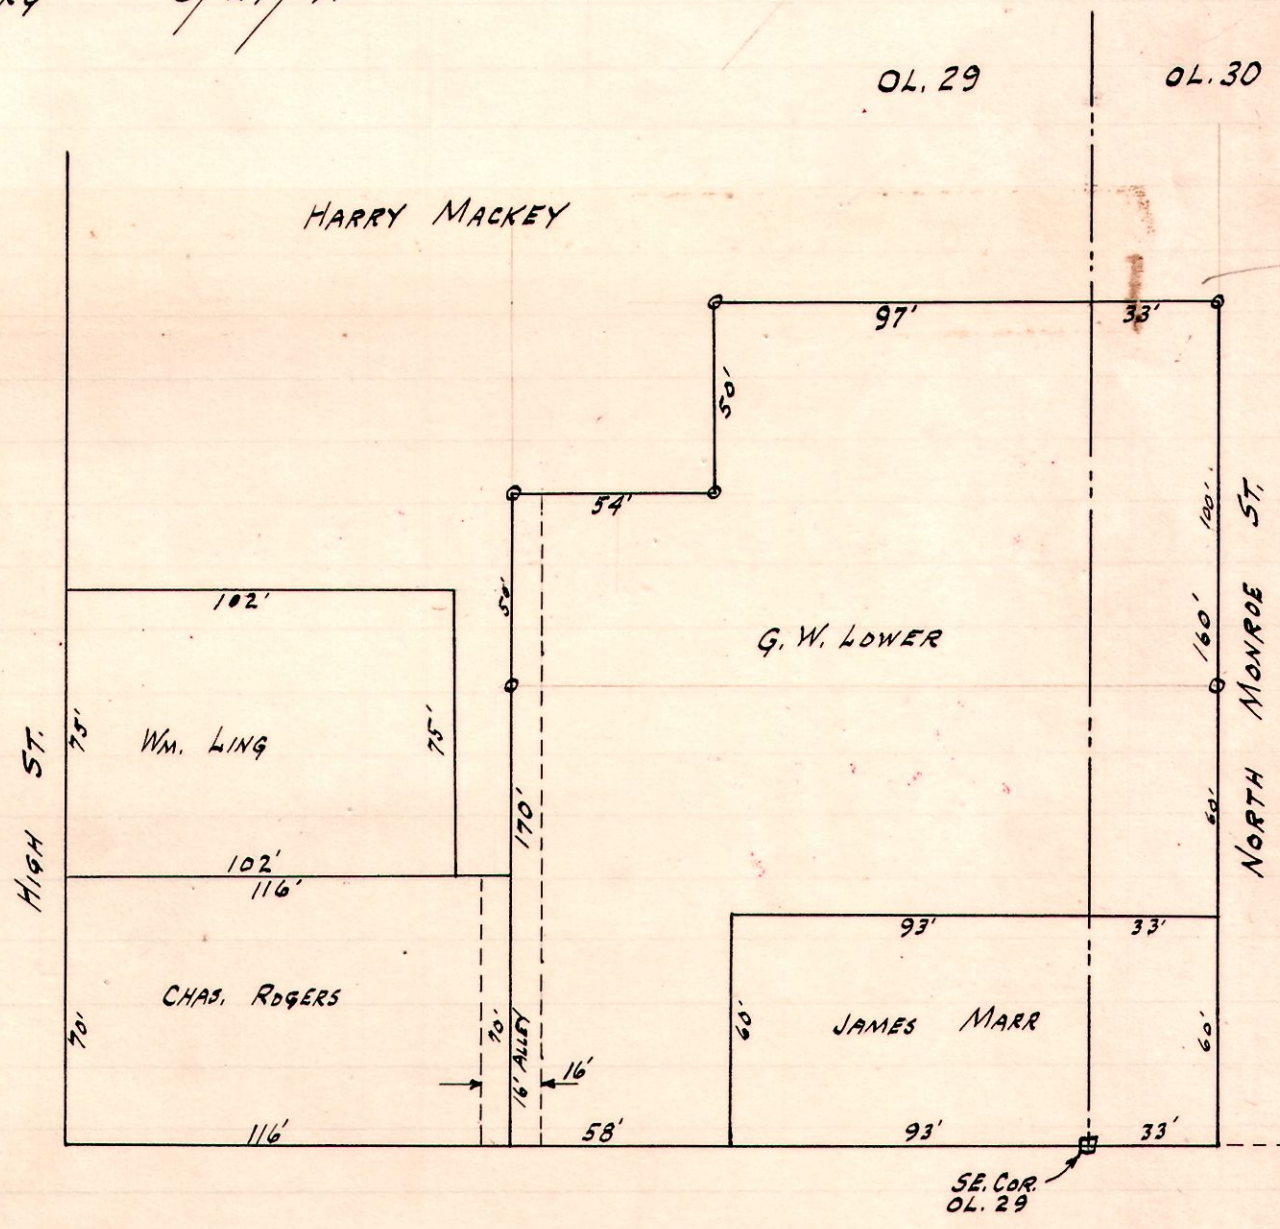 OL. 29
OL. 30
HARRY MACKEY
97'
33'
50'
54'
50'
100'
NORTH MONROE ST.
102'
G. W. LOWER
160'
HIGH ST.
75'
WM. LING
75'
170'
60'
102'
116'
93'
33'
CHAS. ROGERS
70'
70'
16' ALLEY
16'
60'
JAMES MARR
60'
116'
58'
93'
33'
SE. COR.
OL. 29